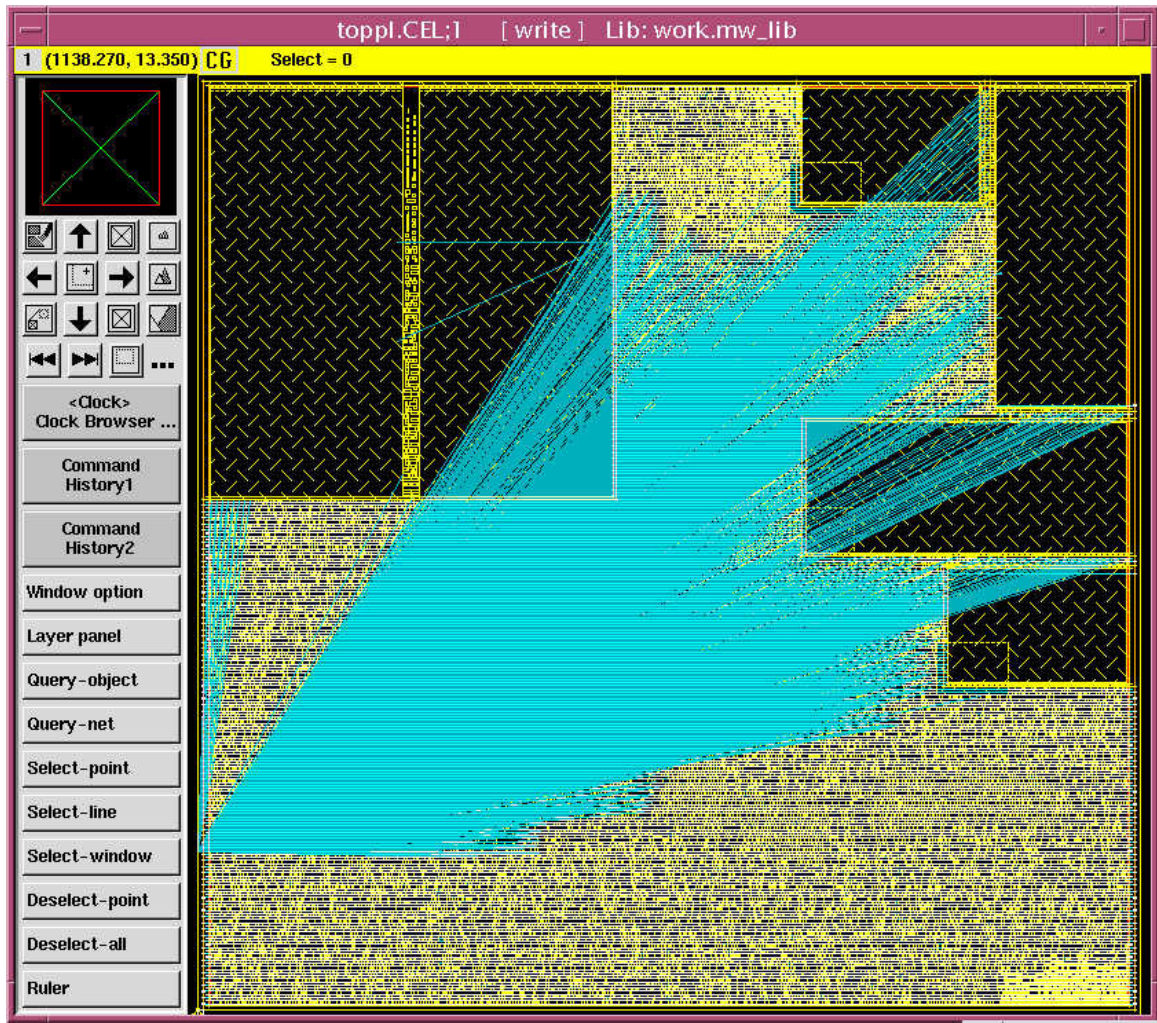 toppl.CEL;1 [ write ] Lib: work.mw_lib
1 (1138.270, 13.350) CG Select = 0
<Clock>
Clock Browser ...
Command
History1
Command
History2
Window option
Layer panel
Query-object
Query-net
Select-point
Select-line
Select-window
Deselect-point
Deselect-all
Ruler